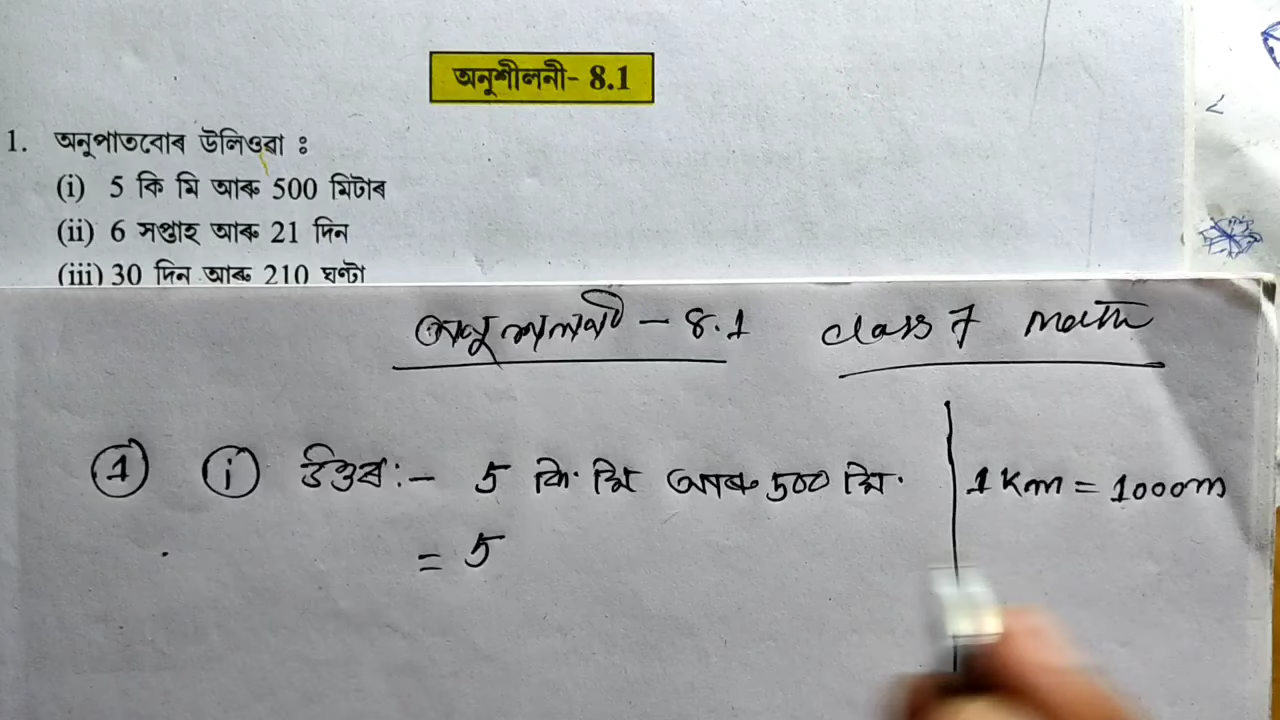 অনুশীলনী- 8.1
1. অনুপাতবোৰ উলিওৱা ঃ
(i) 5 কি মি আৰু 500 মিটাৰ
(ii) 6 সপ্তাহ আৰু 21 দিন
(iii) 30 দিন আৰু 210 ঘণ্টা
অনুশীলনী - 8.1 class 7 math
1 i উত্তৰ:- 5 কি. মি আৰু 500 মি. 1 km = 1000m
= 5